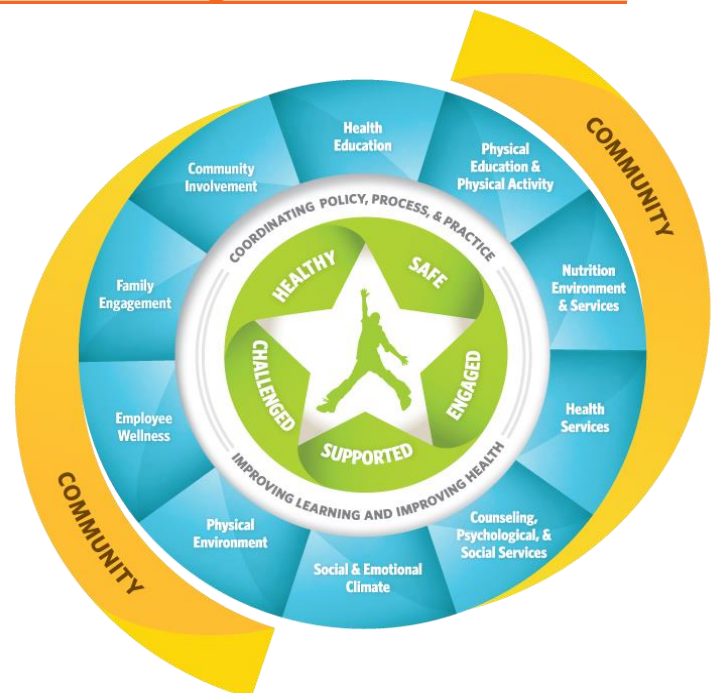 COMMUNITY
Health
Education
Physical
Education &
Physical Activity
Nutrition
Environment
& Services
Health
Services
Counseling,
Psychological, &
Social Services
Social & Emotional
Climate
Physical
Environment
Employee
Wellness
Family
Engagement
Community
Involvement
COORDINATING POLICY, PROCESS, & PRACTICE
HEALTHY
SAFE
ENGAGED
SUPPORTED
CHALLENGED
IMPROVING LEARNING AND IMPROVING HEALTH
COMMUNITY